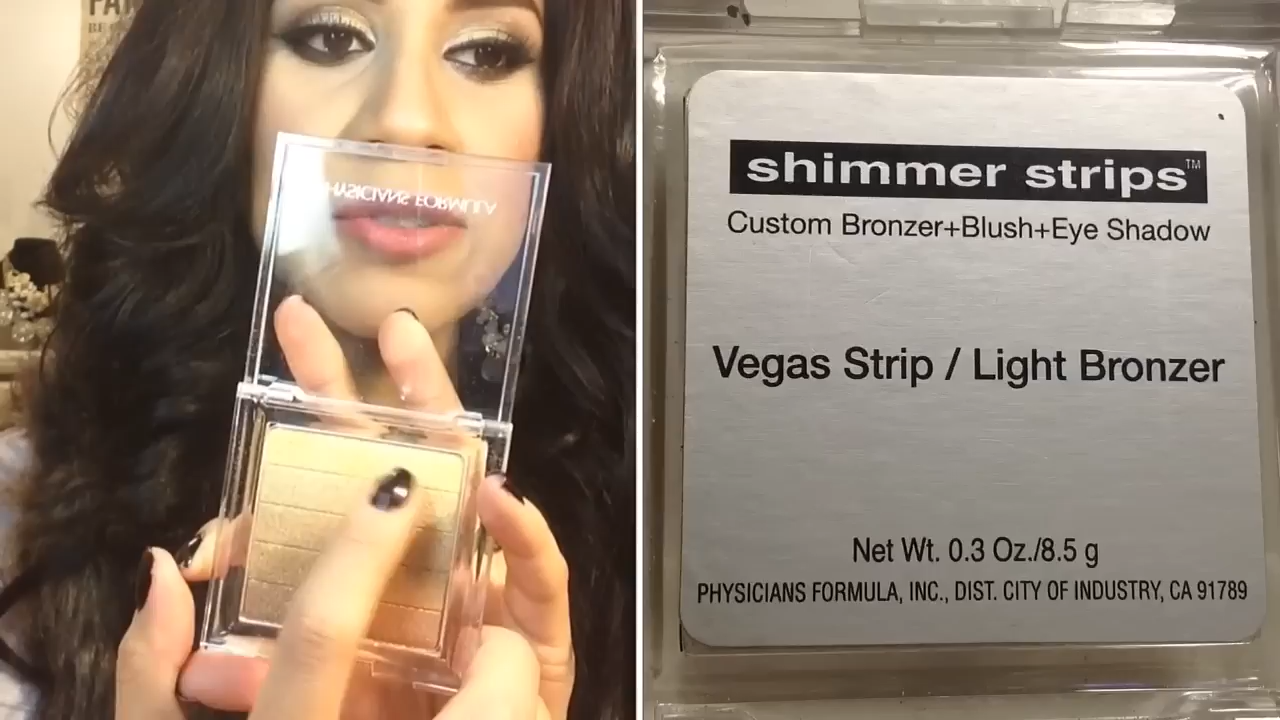 PHYSICIANS FORMULA
shimmer strips™
Custom Bronzer+Blush+Eye Shadow
Vegas Strip / Light Bronzer
Net Wt. 0.3 Oz./8.5 g
PHYSICIANS FORMULA, INC., DIST. CITY OF INDUSTRY, CA 91789